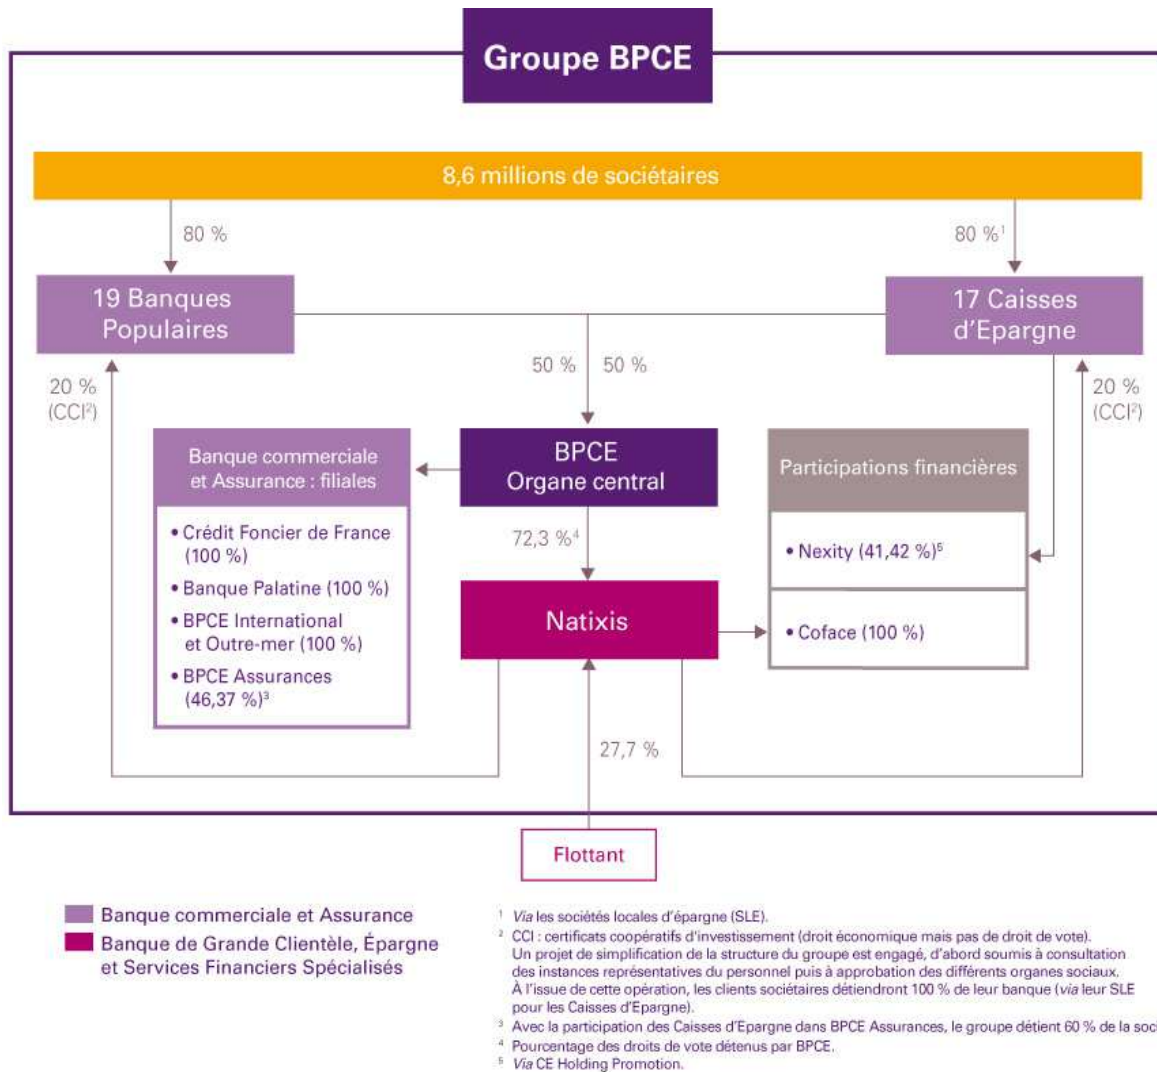 Groupe BPCE
8,6 millions de sociétaires
80 %
80 %¹
19 Banques
Populaires
17 Caisses
d'Epargne
50 %
50 %
20 %
(CCI²)
20 %
(CCI²)
Banque commerciale
et Assurance : filiales
• Crédit Foncier de France
(100 %)
• Banque Palatine (100 %)
• BPCE International
et Outre-mer (100 %)
• BPCE Assurances
(46,37 %)³
BPCE
Organe central
72,3 %⁴
Natixis
Participations financières
• Nexity (41,42 %)⁵
• Coface (100 %)
27,7 %
Flottant
Banque commerciale et Assurance
Banque de Grande Clientèle, Épargne
et Services Financiers Spécialisés
¹ Via les sociétés locales d'épargne (SLE).
² CCI : certificats coopératifs d'investissement (droit économique mais pas de droit de vote).
Un projet de simplification de la structure du groupe est engagé, d'abord soumis à consultation
des instances représentatives du personnel puis à approbation des différents organes sociaux.
À l'issue de cette opération, les clients sociétaires détiendront 100 % de leur banque (via leur SLE
pour les Caisses d'Epargne).
³ Avec la participation des Caisses d'Epargne dans BPCE Assurances, le groupe détient 60 % de la soc
⁴ Pourcentage des droits de vote détenus par BPCE.
⁵ Via CE Holding Promotion.